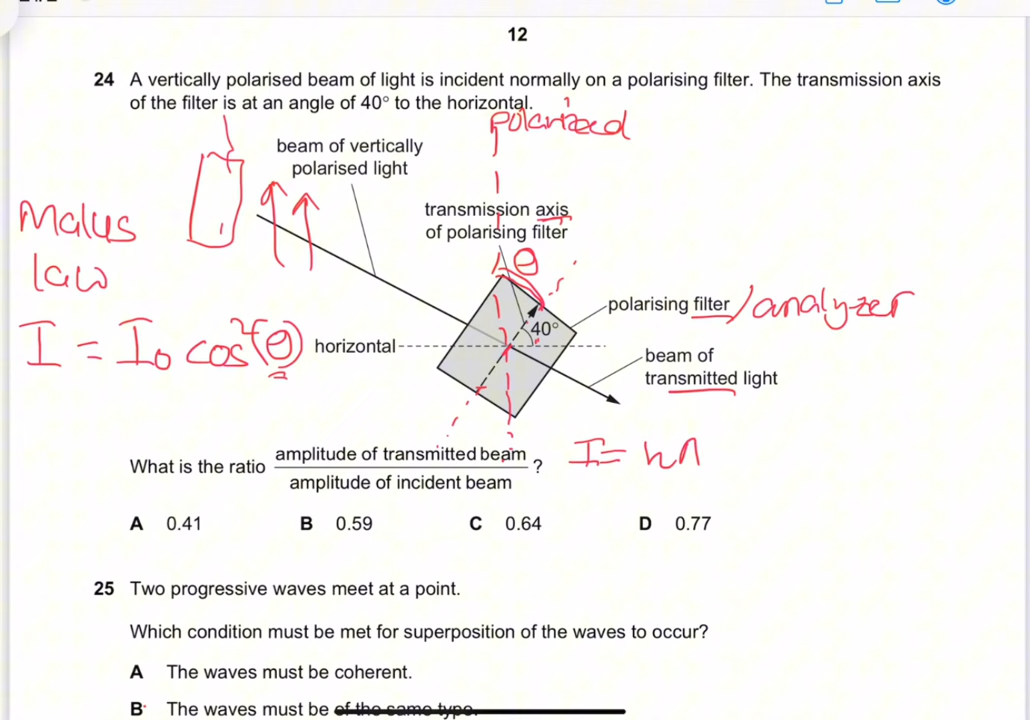 12
24 A vertically polarised beam of light is incident normally on a polarising filter. The transmission axis
of the filter is at an angle of 40° to the horizontal.
polarized
beam of vertically
polarised light
transmission axis
of polarising filter
Malus
law
θ
polarising filter /analyzer
40°
I = I₀ cos²(θ)
horizontal
beam of
transmitted light
What is the ratio amplitude of transmitted beam / amplitude of incident beam ?
A 0.41 B 0.59 C 0.64 D 0.77
25 Two progressive waves meet at a point.
Which condition must be met for superposition of the waves to occur?
A The waves must be coherent.
B The waves must be of the same type.